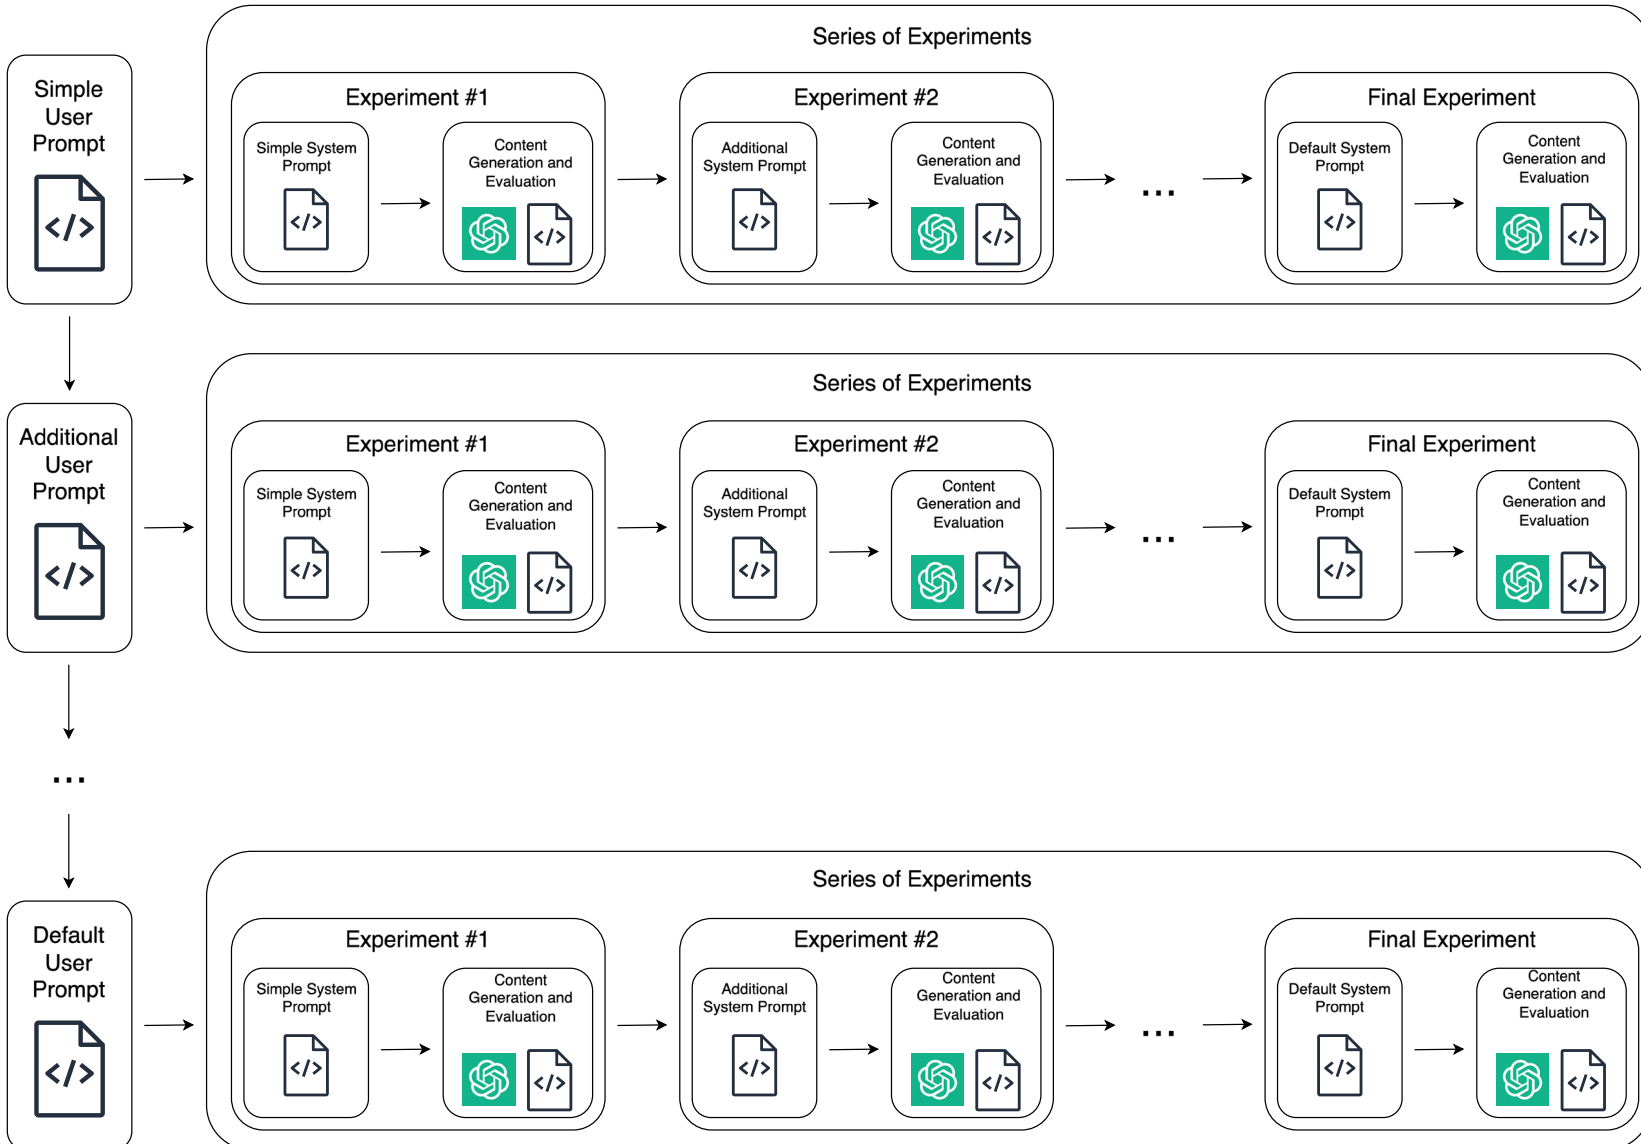 Simple
User
Prompt
Series of Experiments
Experiment #1
Simple System
Prompt
</>
Content
Generation and
Evaluation
</>
Experiment #2
Additional
System Prompt
</>
Content
Generation and
Evaluation
</>
...
Final Experiment
Default System
Prompt
</>
Content
Generation and
Evaluation
</>
</>
Additional
User
Prompt
</>
Series of Experiments
Experiment #1
Simple System
Prompt
</>
Content
Generation and
Evaluation
</>
Experiment #2
Additional
System Prompt
</>
Content
Generation and
Evaluation
</>
...
Final Experiment
Default System
Prompt
</>
Content
Generation and
Evaluation
</>
...
Default
User
Prompt
</>
Series of Experiments
Experiment #1
Simple System
Prompt
</>
Content
Generation and
Evaluation
</>
Experiment #2
Additional
System Prompt
</>
Content
Generation and
Evaluation
</>
...
Final Experiment
Default System
Prompt
</>
Content
Generation and
Evaluation
</>